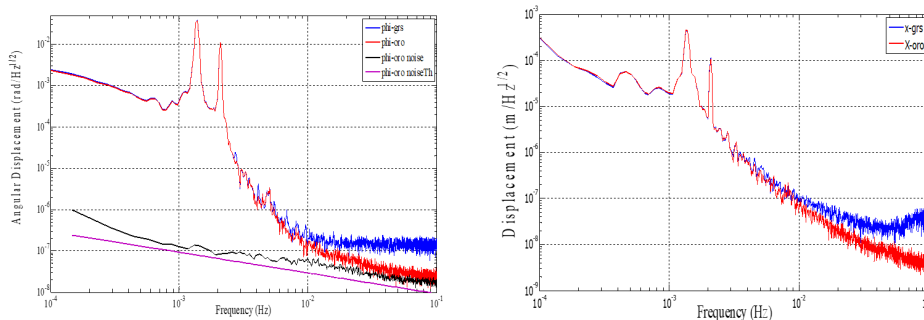 phi-grs
phi-oro
phi-oro noise
phi-oro noiseTh
Angular Displacement (rad/Hz^1/2)
10^-2
10^-3
10^-4
10^-5
10^-6
10^-7
10^-8
10^-4
10^-3
10^-2
10^-1
Frequency (Hz)
x-grs
X-oro
Displacement (m/Hz^1/2)
10^-3
10^-4
10^-5
10^-6
10^-7
10^-8
10^-9
10^-4
10^-3
10^-2
Frequency (Hz)